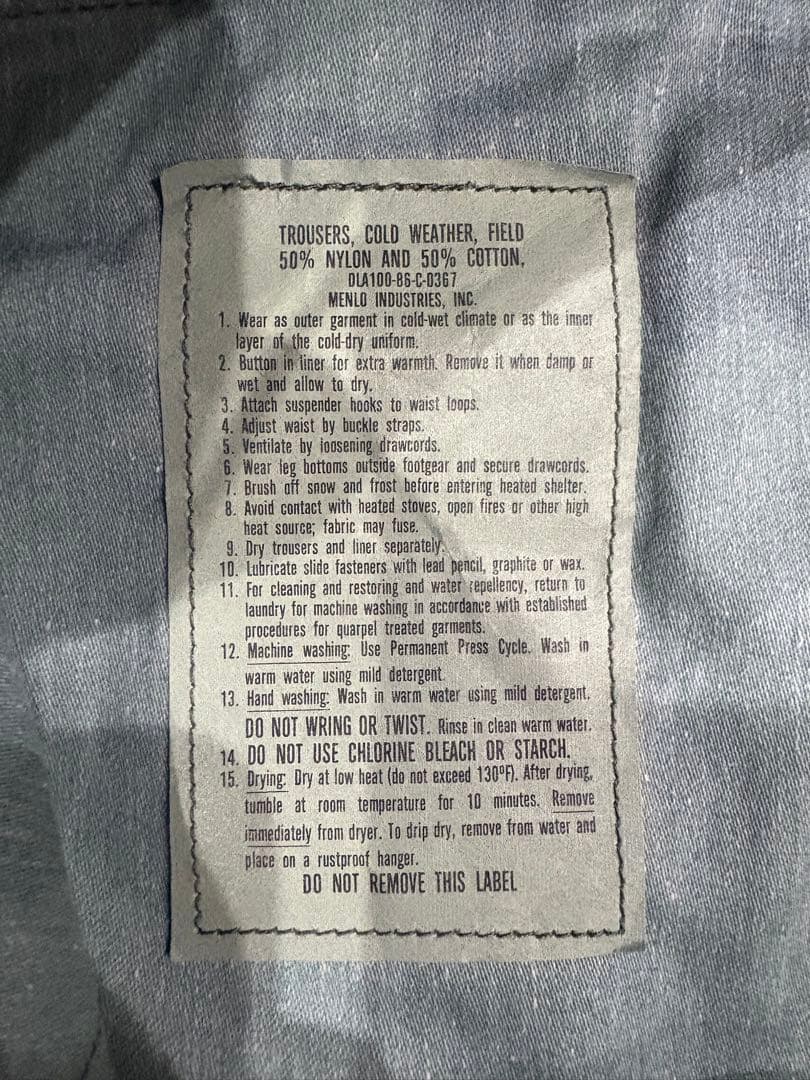 TROUSERS, COLD WEATHER, FIELD
50% NYLON AND 50% COTTON,
DLA100-86-C-0367
MENLO INDUSTRIES, INC.
1. Wear as outer garment in cold-wet climate or as the inner
layer of the cold-dry uniform.
2. Button in liner for extra warmth. Remove it when damp or
wet and allow to dry.
3. Attach suspender hooks to waist loops.
4. Adjust waist by buckle straps.
5. Ventilate by loosening drawcords.
6. Wear leg bottoms outside footgear and secure drawcords.
7. Brush off snow and frost before entering heated shelter.
8. Avoid contact with heated stoves, open fires or other high
heat source; fabric may fuse.
9. Dry trousers and liner separately.
10. Lubricate slide fasteners with lead pencil, graphite or wax.
11. For cleaning and restoring and water repellency, return to
laundry for machine washing in accordance with established
procedures for quarpel treated garments.
12. Machine washing: Use Permanent Press Cycle. Wash in
warm water using mild detergent.
13. Hand washing: Wash in warm water using mild detergent.
DO NOT WRING OR TWIST. Rinse in clean warm water.
14. DO NOT USE CHLORINE BLEACH OR STARCH.
15. Drying: Dry at low heat (do not exceed 130°F). After drying,
tumble at room temperature for 10 minutes. Remove
immediately from dryer. To drip dry, remove from water and
place on a rustproof hanger.
DO NOT REMOVE THIS LABEL